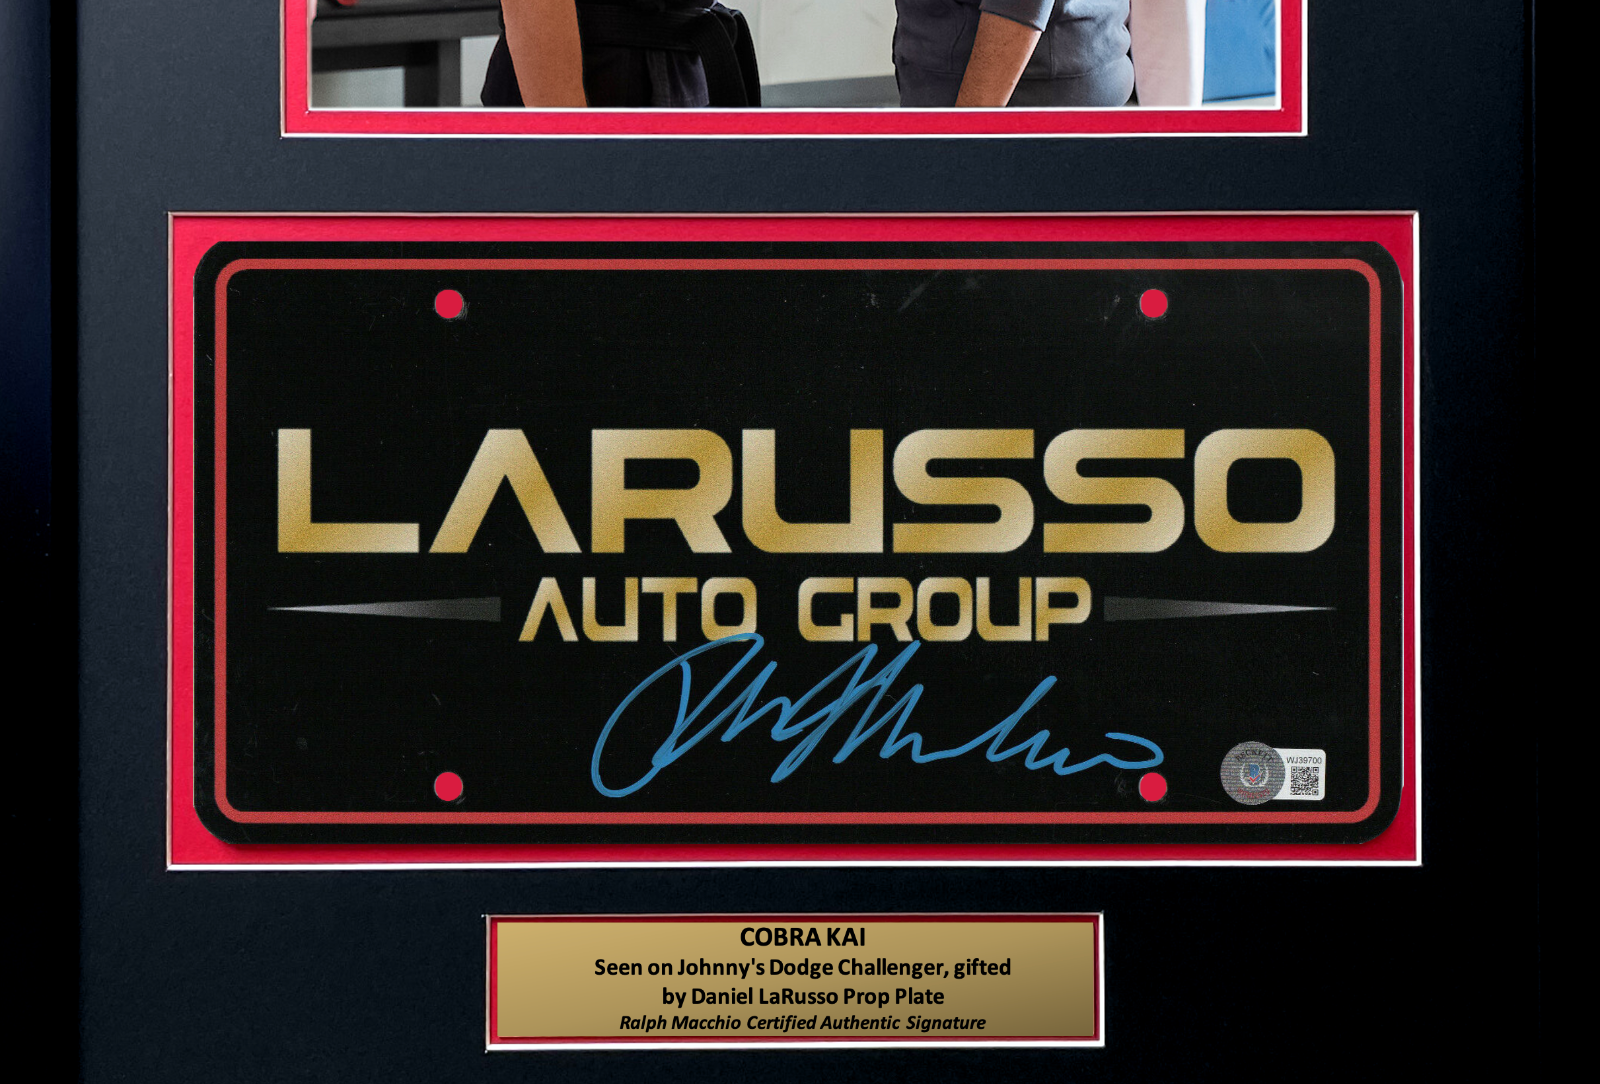 LARUSSO
AUTO GROUP
WJ39700
COBRA KAI
Seen on Johnny's Dodge Challenger, gifted
by Daniel LaRusso Prop Plate
Ralph Macchio Certified Authentic Signature